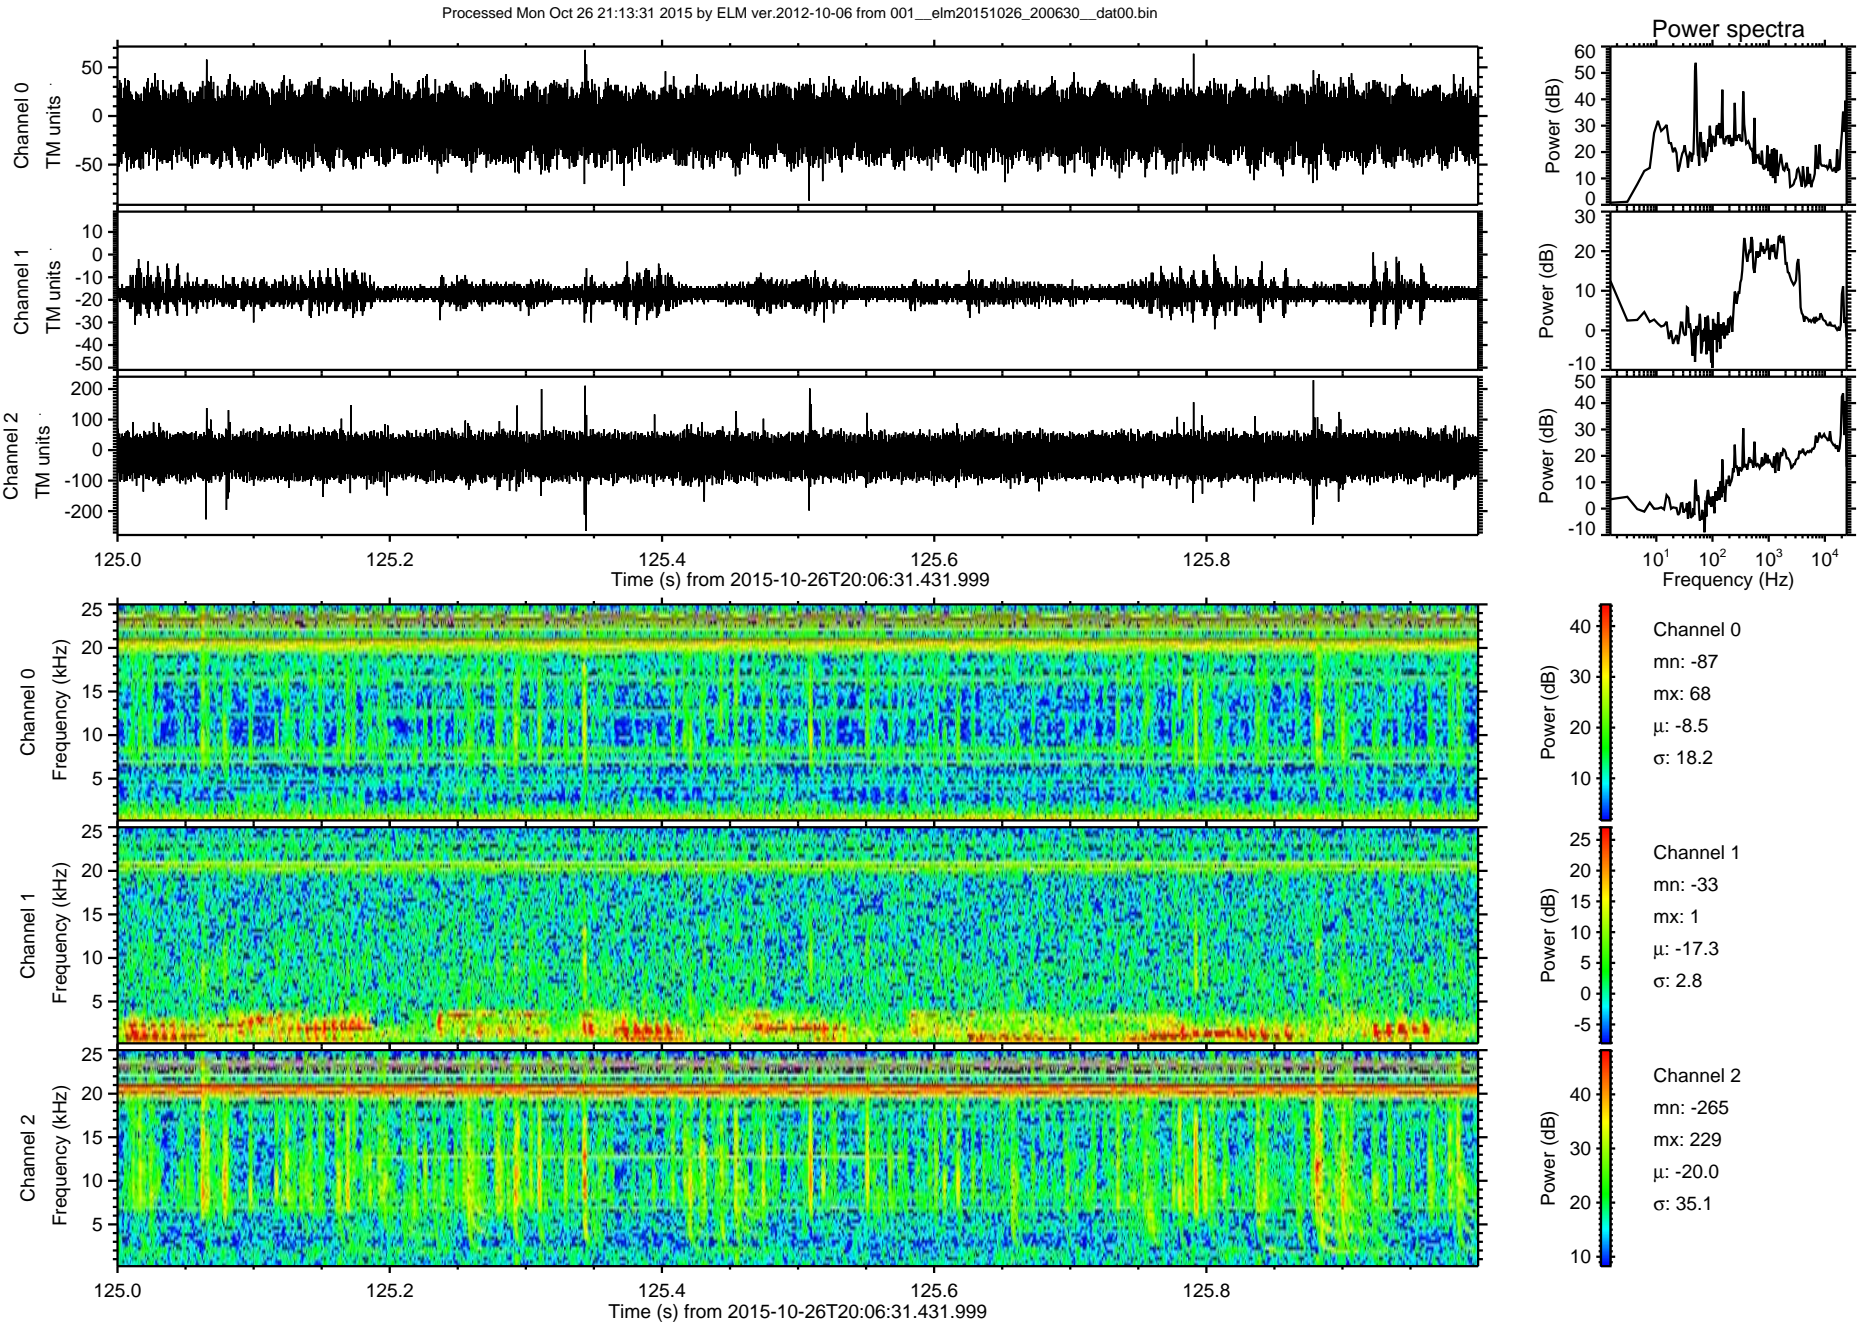 Processed Mon Oct 26 21:13:31 2015 by ELM ver.2012-10-06 from 001__elm20151026_200630__dat00.bin
Power spectra
Channel 0
TM units
50
0
-50
Power (dB)
60
50
40
30
20
10
0
Channel 1
TM units
10
0
-10
-20
-30
-40
-50
Power (dB)
30
20
10
0
-10
Channel 2
TM units
200
100
0
-100
-200
Power (dB)
50
40
30
20
10
0
-10
125.0 125.2 125.4 125.6 125.8
Time (s) from 2015-10-26T20:06:31.431.999
10^1 10^2 10^3 10^4
Frequency (Hz)
Channel 0
Frequency (kHz)
25
20
15
10
5
Power (dB)
40
30
20
10
Channel 0
mn: -87
mx: 68
μ: -8.5
σ: 18.2
Channel 1
Frequency (kHz)
25
20
15
10
5
Power (dB)
25
20
15
10
5
0
-5
Channel 1
mn: -33
mx: 1
μ: -17.3
σ: 2.8
Channel 2
Frequency (kHz)
25
20
15
10
5
Power (dB)
40
30
20
10
Channel 2
mn: -265
mx: 229
μ: -20.0
σ: 35.1
125.0 125.2 125.4 125.6 125.8
Time (s) from 2015-10-26T20:06:31.431.999